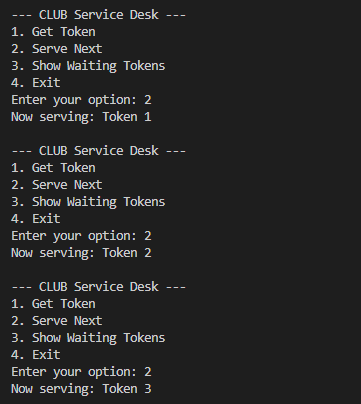 --- CLUB Service Desk ---
1. Get Token
2. Serve Next
3. Show Waiting Tokens
4. Exit
Enter your option: 2
Now serving: Token 1

--- CLUB Service Desk ---
1. Get Token
2. Serve Next
3. Show Waiting Tokens
4. Exit
Enter your option: 2
Now serving: Token 2

--- CLUB Service Desk ---
1. Get Token
2. Serve Next
3. Show Waiting Tokens
4. Exit
Enter your option: 2
Now serving: Token 3